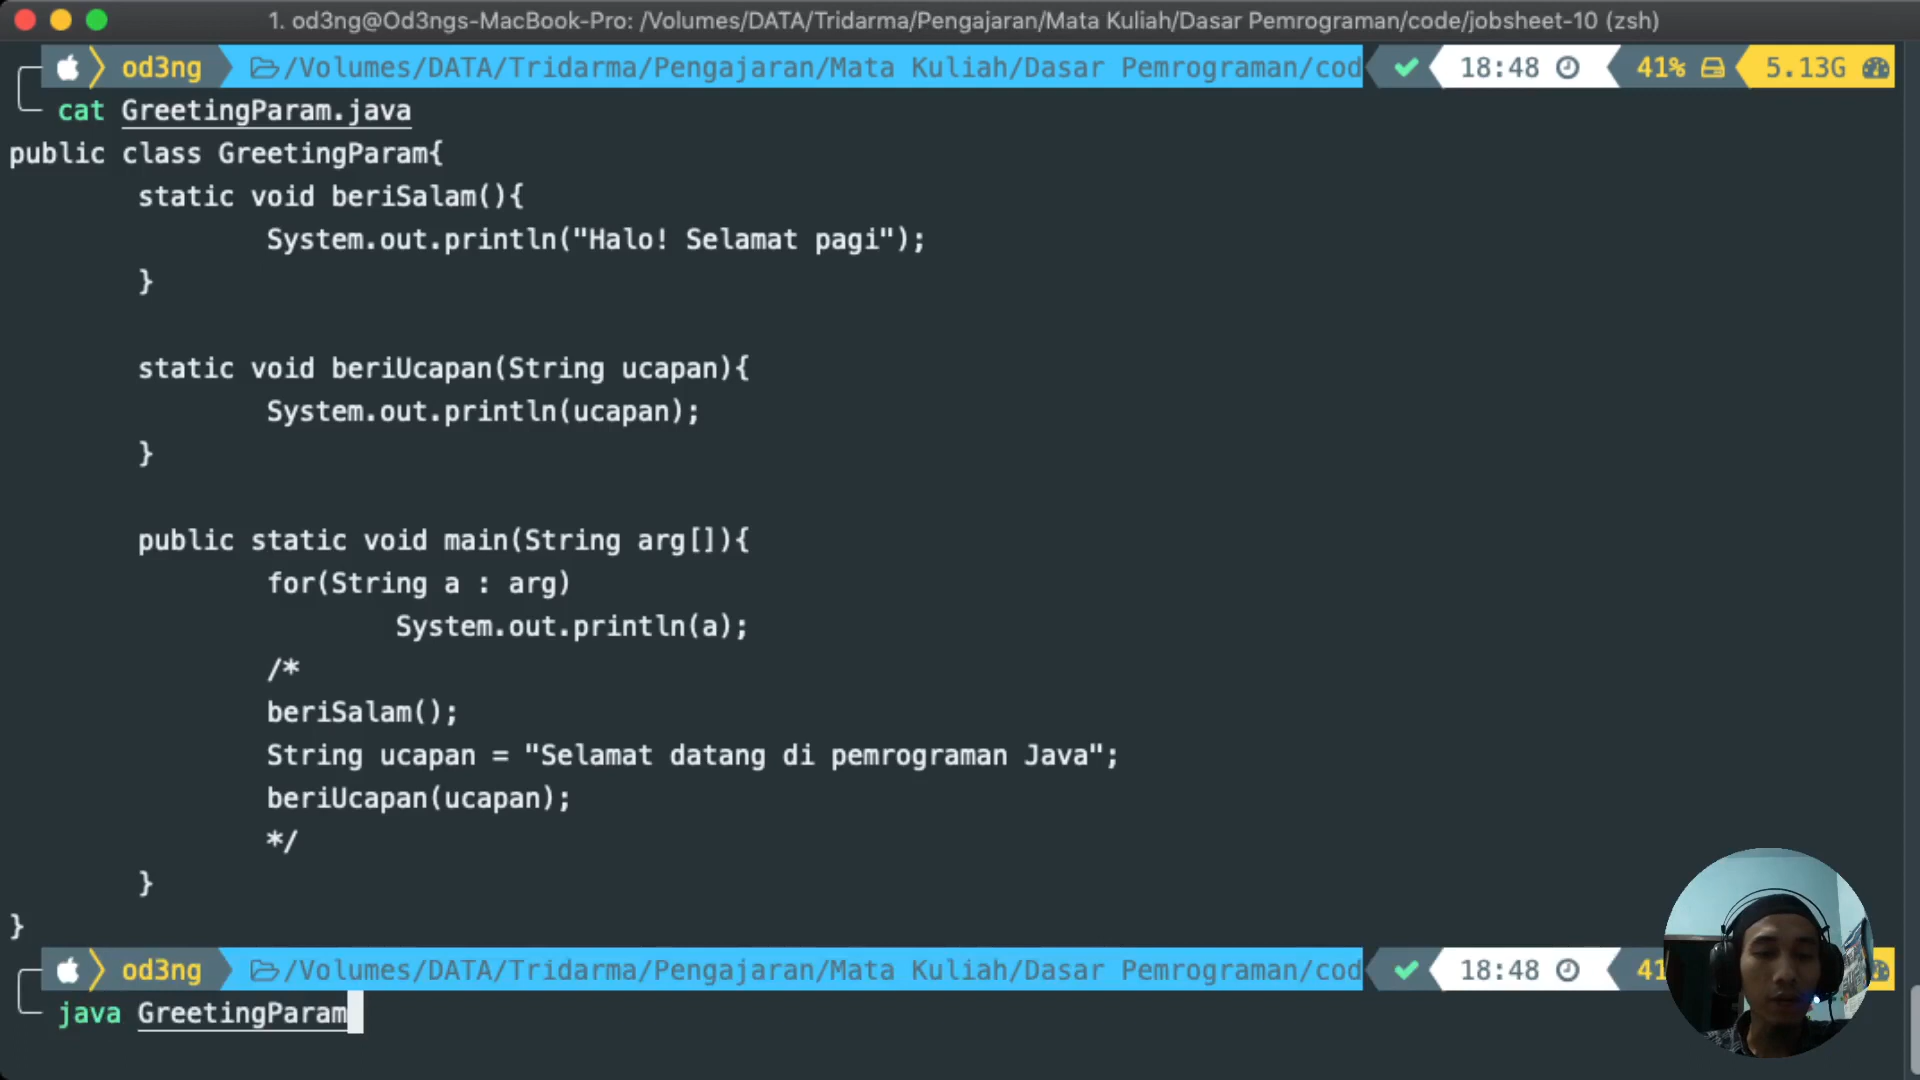 1. od3ng@Od3ngs-MacBook-Pro: /Volumes/DATA/Tridarma/Pengajaran/Mata Kuliah/Dasar Pemrograman/code/jobsheet-10 (zsh)
od3ng /Volumes/DATA/Tridarma/Pengajaran/Mata Kuliah/Dasar Pemrograman/cod 18:48 41% 5.13G
cat GreetingParam.java
public class GreetingParam{
static void beriSalam(){
System.out.println("Halo! Selamat pagi");
}
static void beriUcapan(String ucapan){
System.out.println(ucapan);
}
public static void main(String arg[]){
for(String a : arg)
System.out.println(a);
/*
beriSalam();
String ucapan = "Selamat datang di pemrograman Java";
beriUcapan(ucapan);
*/
}
}
od3ng /Volumes/DATA/Tridarma/Pengajaran/Mata Kuliah/Dasar Pemrograman/cod 18:48 41
java GreetingParam